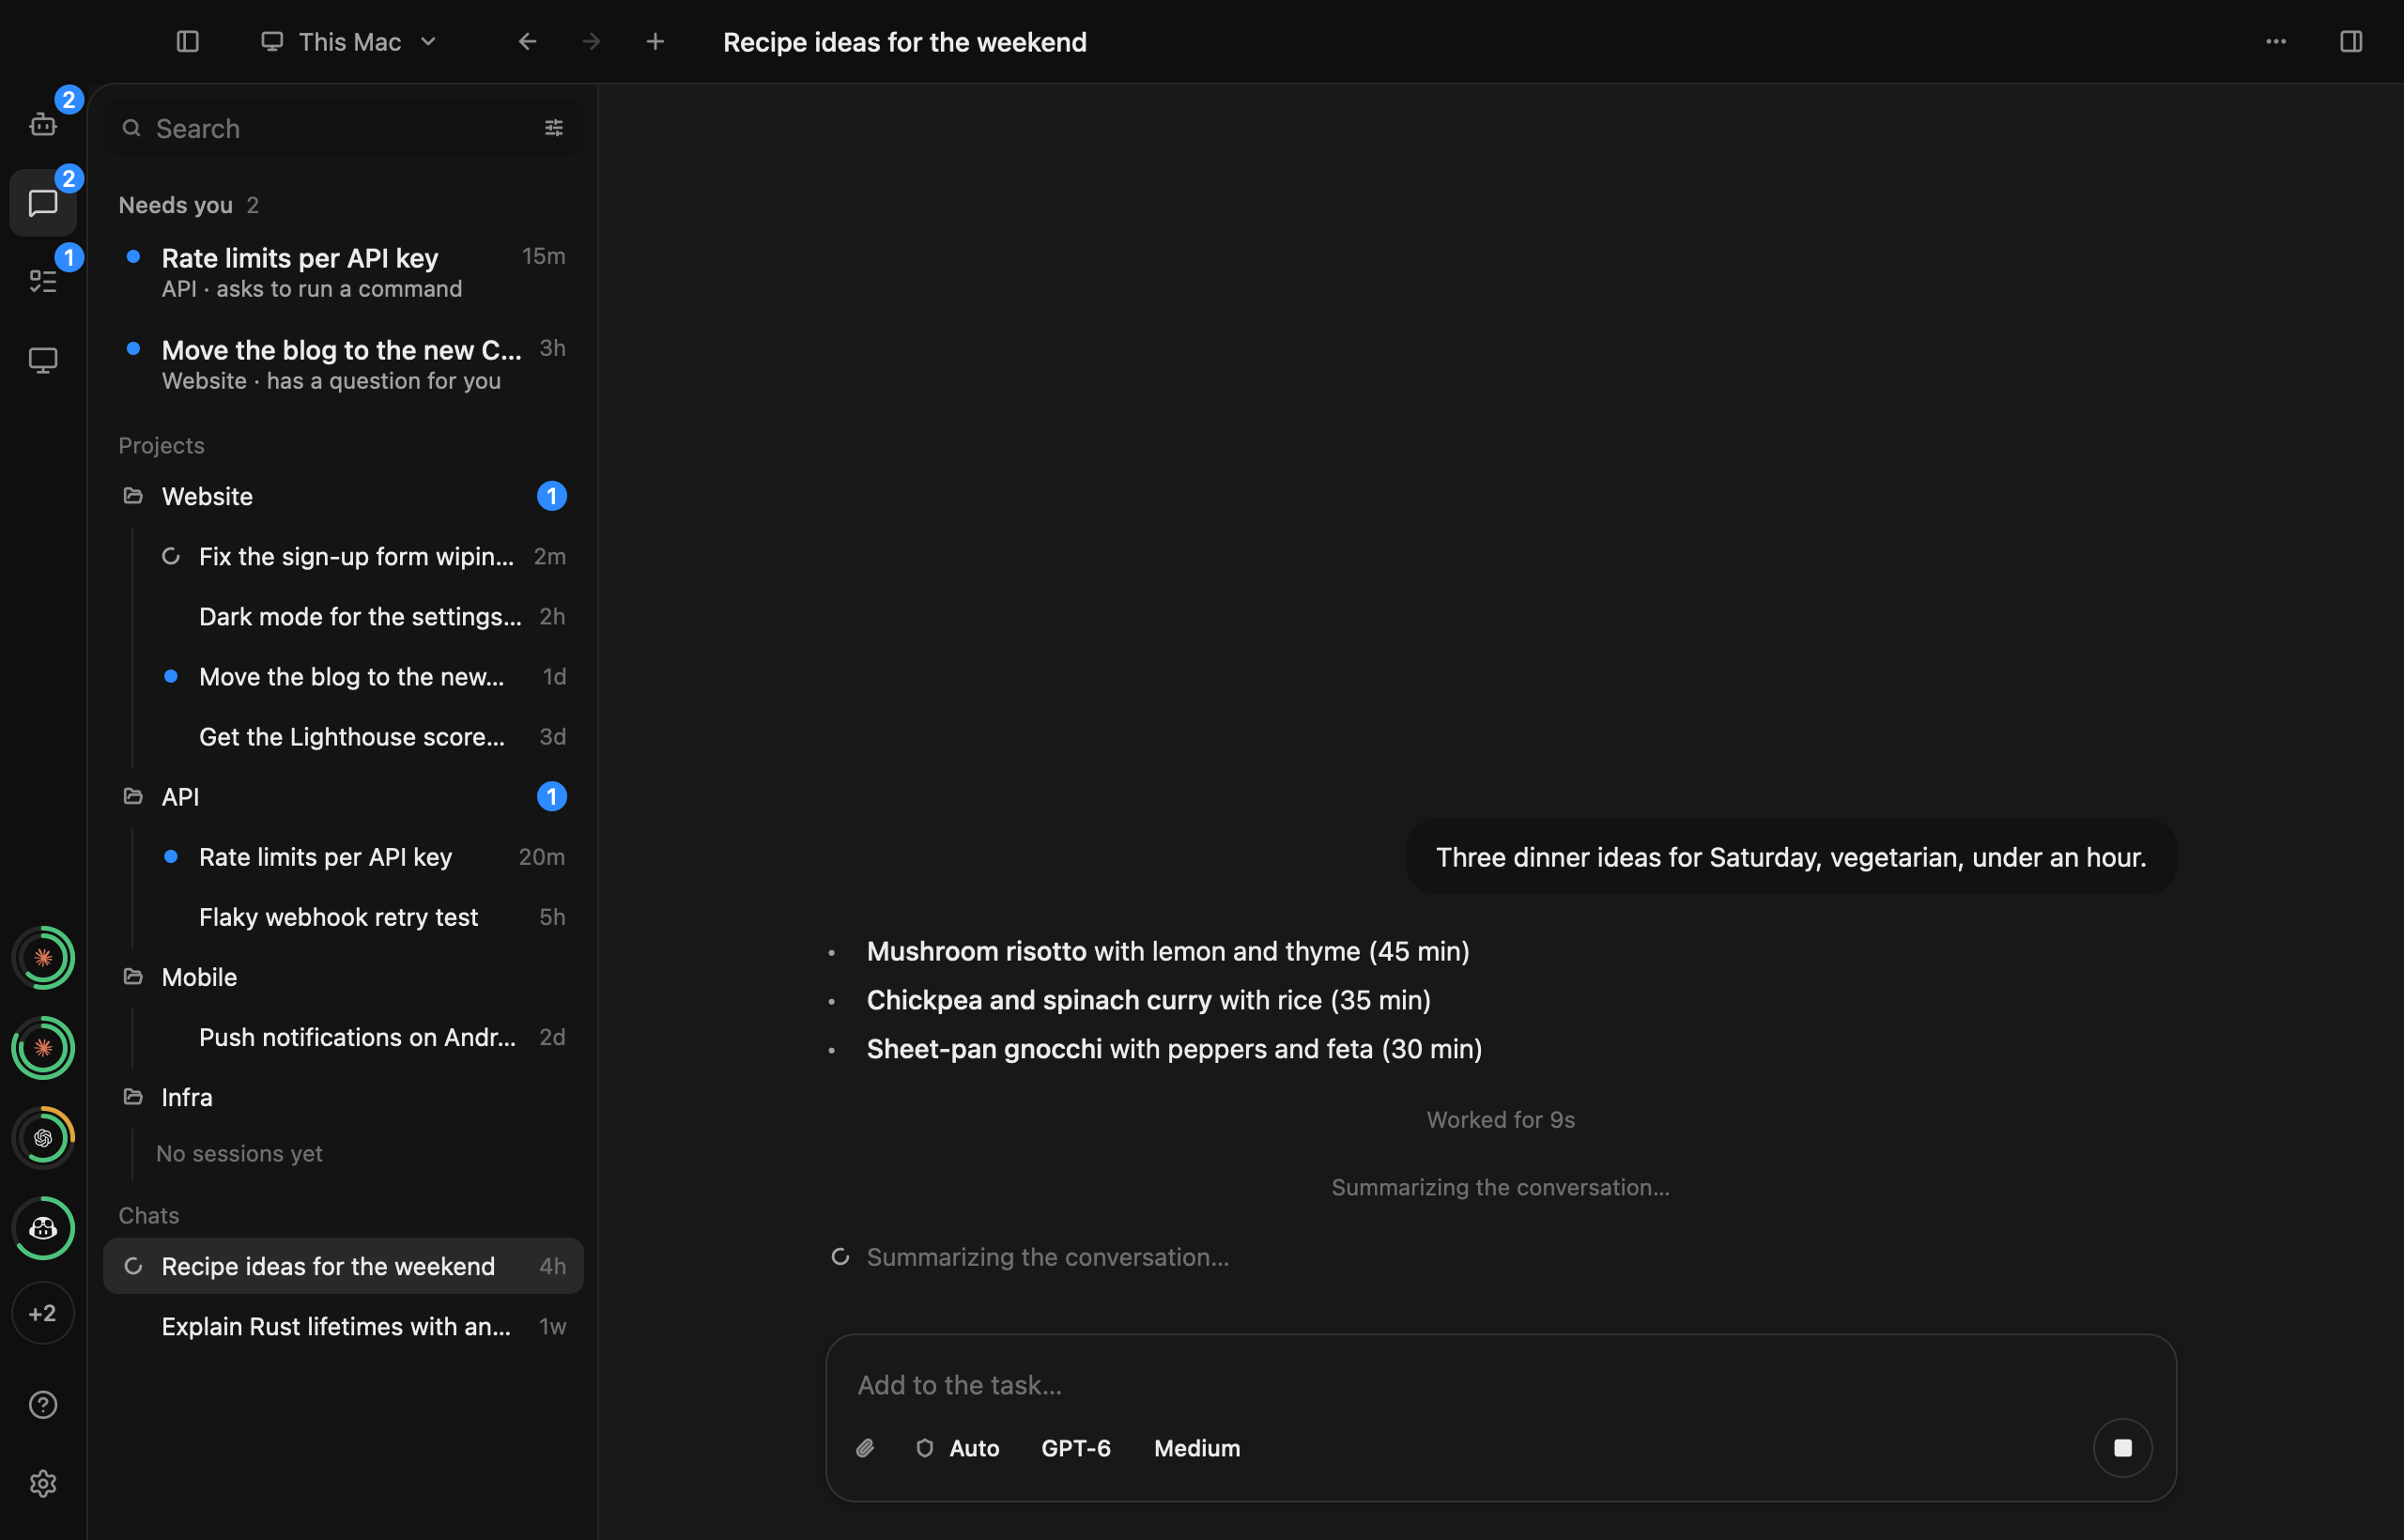 This Mac
Recipe ideas for the weekend
2
2
1
Search
Needs you 2
Rate limits per API key 15m
API · asks to run a command
Move the blog to the new C... 3h
Website · has a question for you
Projects
Website 1
Fix the sign-up form wipin... 2m
Dark mode for the settings... 2h
Move the blog to the new... 1d
Get the Lighthouse score... 3d
API 1
Rate limits per API key 20m
Flaky webhook retry test 5h
Mobile
Push notifications on Andr... 2d
Infra
No sessions yet
Chats
Recipe ideas for the weekend 4h
Explain Rust lifetimes with an... 1w
+2
Three dinner ideas for Saturday, vegetarian, under an hour.
• Mushroom risotto with lemon and thyme (45 min)
• Chickpea and spinach curry with rice (35 min)
• Sheet-pan gnocchi with peppers and feta (30 min)
Worked for 9s
Summarizing the conversation...
Summarizing the conversation...
Add to the task...
Auto GPT-6 Medium